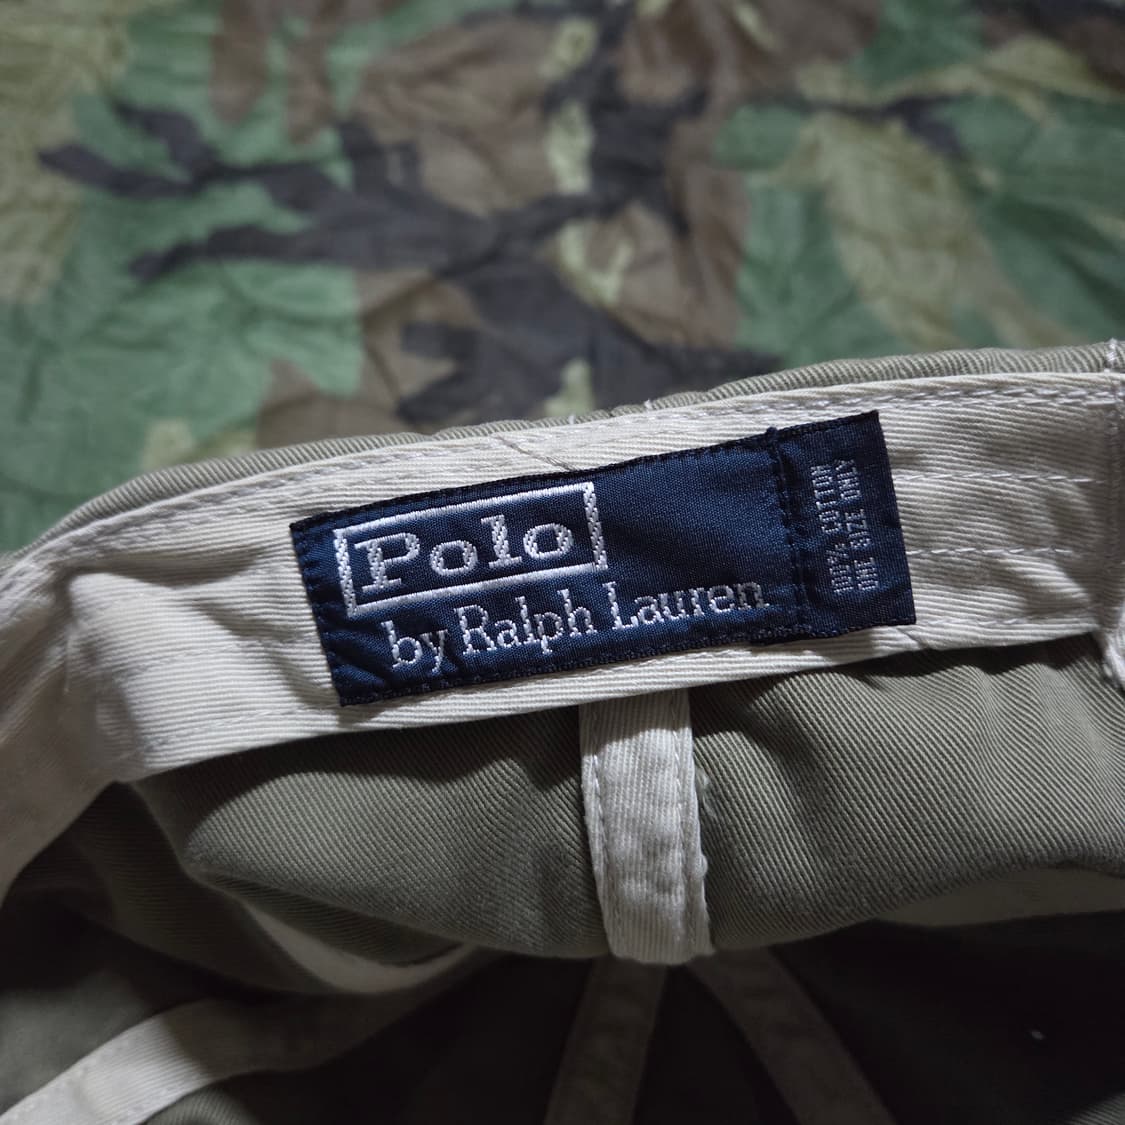 Polo
by Ralph Lauren
100% COTTON
ONE SIZE ONLY